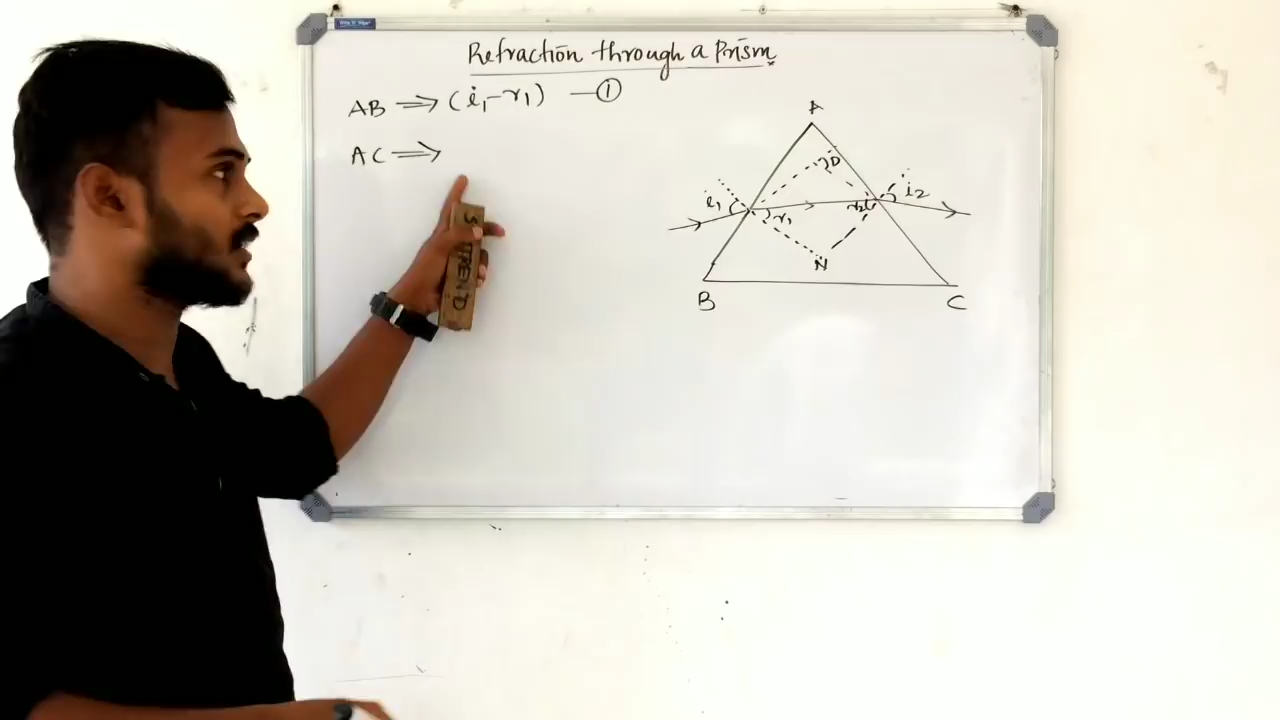 Refraction through a Prism
AB ⟹ (i₁-r₁) —①
AC ⟹
A
D
i₁
i₂
r₁
r₂
N
B
C